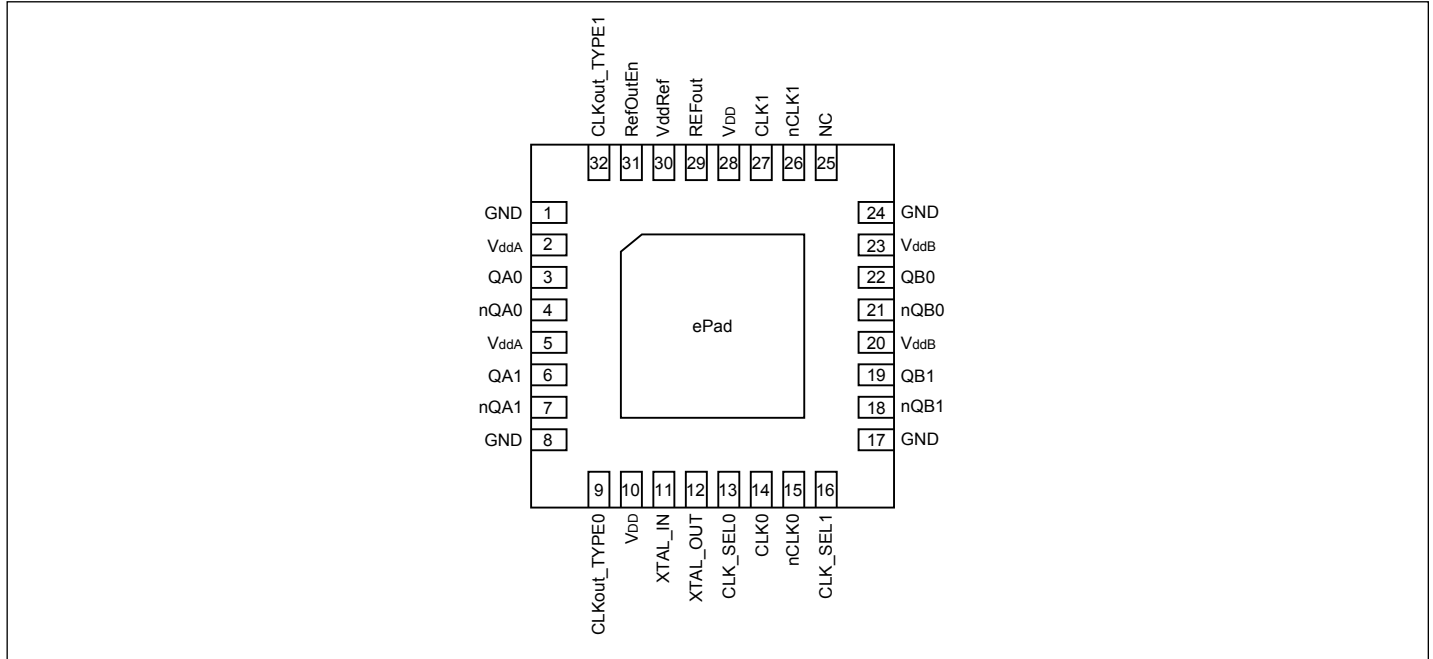 CLKout_TYPE1
RefOutEn
VddRef
REFout
VDD
CLK1
nCLK1
NC
32 31 30 29 28 27 26 25
GND 1 24 GND
VddA 2 23 VddB
QA0 3 22 QB0
nQA0 4 21 nQB0
ePad
VddA 5 20 VddB
QA1 6 19 QB1
nQA1 7 18 nQB1
GND 8 17 GND
9 10 11 12 13 14 15 16
CLKout_TYPE0
VDD
XTAL_IN
XTAL_OUT
CLK_SEL0
CLK0
nCLK0
CLK_SEL1